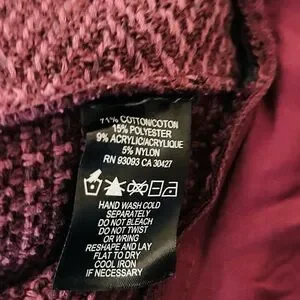 71% COTTON/COTON
15% POLYESTER
9% ACRYLIC/ACRYLIQUE
5% NYLON
RN 93093 CA 30427
HAND WASH COLD
SEPARATELY
DO NOT BLEACH
DO NOT TWIST
OR WRING
RESHAPE AND LAY
FLAT TO DRY
COOL IRON
IF NECESSARY